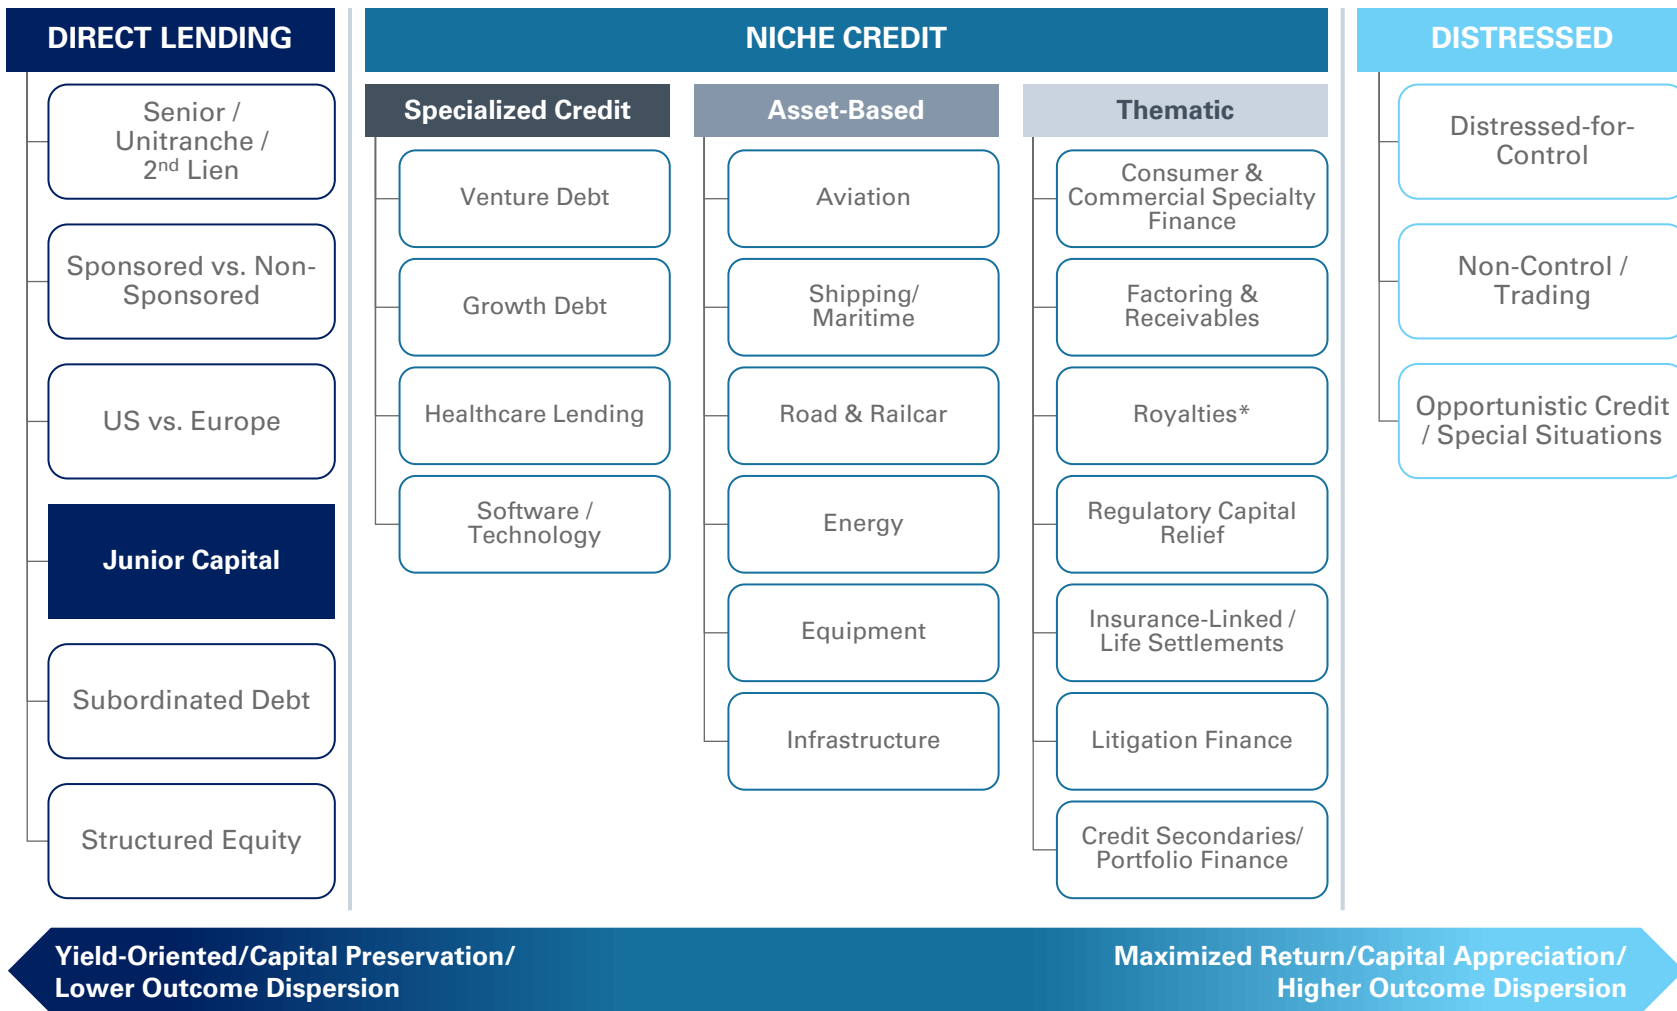 DIRECT LENDING
Senior /
Unitranche /
2nd Lien
Sponsored vs. Non-
Sponsored
US vs. Europe
Junior Capital
Subordinated Debt
Structured Equity
NICHE CREDIT
Specialized Credit
Venture Debt
Growth Debt
Healthcare Lending
Software /
Technology
Asset-Based
Aviation
Shipping/
Maritime
Road & Railcar
Energy
Equipment
Infrastructure
Thematic
Consumer &
Commercial Specialty
Finance
Factoring &
Receivables
Royalties*
Regulatory Capital
Relief
Insurance-Linked /
Life Settlements
Litigation Finance
Credit Secondaries/
Portfolio Finance
DISTRESSED
Distressed-for-
Control
Non-Control /
Trading
Opportunistic Credit
/ Special Situations
Yield-Oriented/Capital Preservation/
Lower Outcome Dispersion
Maximized Return/Capital Appreciation/
Higher Outcome Dispersion